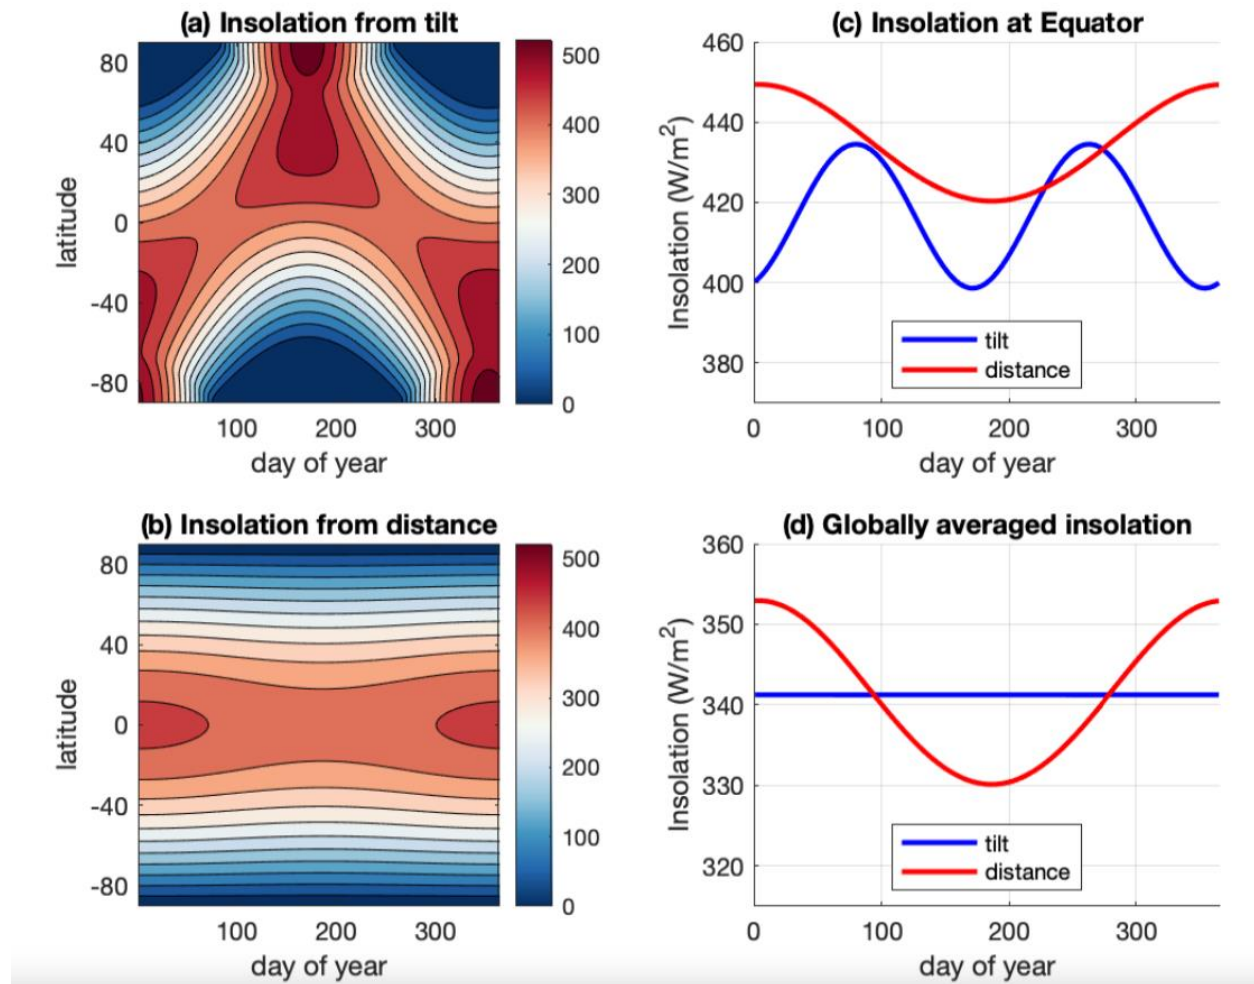 (a) Insolation from tilt
80
40
0
-40
-80
latitude
100 200 300
day of year
500
400
300
200
100
0
(c) Insolation at Equator
460
440
420
400
380
Insolation (W/m²)
tilt
distance
0 100 200 300
day of year
(b) Insolation from distance
80
40
0
-40
-80
latitude
100 200 300
day of year
500
400
300
200
100
0
(d) Globally averaged insolation
360
350
340
330
320
Insolation (W/m²)
tilt
distance
0 100 200 300
day of year